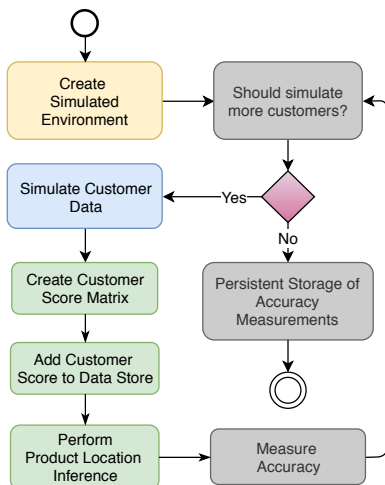 Create
Simulated
Environment
Should simulate
more customers?
Simulate Customer
Data
Yes
No
Create Customer
Score Matrix
Persistent Storage of
Accuracy
Measurements
Add Customer
Score to Data Store
Perform
Product Location
Inference
Measure
Accuracy